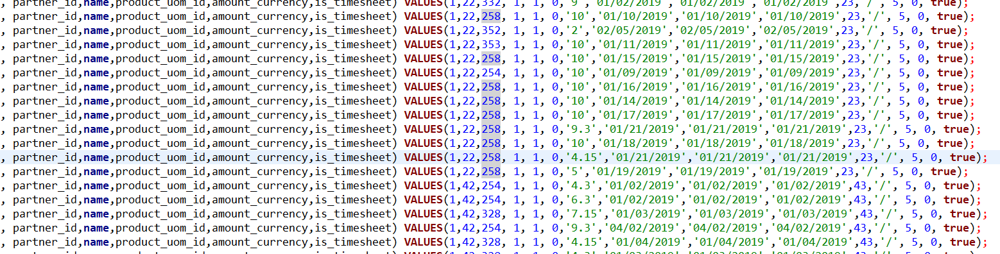 , partner_id,name,product_uom_id,amount_currency,is_timesheet) VALUES(1,22,332, 1, 1, 0,'9','01/02/2019','01/02/2019','01/02/2019',23,'/', 5, 0, true);
, partner_id,name,product_uom_id,amount_currency,is_timesheet) VALUES(1,22,258, 1, 1, 0,'10','01/10/2019','01/10/2019','01/10/2019',23,'/', 5, 0, true);
, partner_id,name,product_uom_id,amount_currency,is_timesheet) VALUES(1,22,352, 1, 1, 0,'2','02/05/2019','02/05/2019','02/05/2019',23,'/', 5, 0, true);
, partner_id,name,product_uom_id,amount_currency,is_timesheet) VALUES(1,22,353, 1, 1, 0,'10','01/11/2019','01/11/2019','01/11/2019',23,'/', 5, 0, true);
, partner_id,name,product_uom_id,amount_currency,is_timesheet) VALUES(1,22,258, 1, 1, 0,'10','01/15/2019','01/15/2019','01/15/2019',23,'/', 5, 0, true);
, partner_id,name,product_uom_id,amount_currency,is_timesheet) VALUES(1,22,254, 1, 1, 0,'10','01/09/2019','01/09/2019','01/09/2019',23,'/', 5, 0, true);
, partner_id,name,product_uom_id,amount_currency,is_timesheet) VALUES(1,22,258, 1, 1, 0,'10','01/16/2019','01/16/2019','01/16/2019',23,'/', 5, 0, true);
, partner_id,name,product_uom_id,amount_currency,is_timesheet) VALUES(1,22,258, 1, 1, 0,'10','01/14/2019','01/14/2019','01/14/2019',23,'/', 5, 0, true);
, partner_id,name,product_uom_id,amount_currency,is_timesheet) VALUES(1,22,258, 1, 1, 0,'10','01/17/2019','01/17/2019','01/17/2019',23,'/', 5, 0, true);
, partner_id,name,product_uom_id,amount_currency,is_timesheet) VALUES(1,22,258, 1, 1, 0,'9.3','01/21/2019','01/21/2019','01/21/2019',23,'/', 5, 0, true);
, partner_id,name,product_uom_id,amount_currency,is_timesheet) VALUES(1,22,258, 1, 1, 0,'10','01/18/2019','01/18/2019','01/18/2019',23,'/', 5, 0, true);
, partner_id,name,product_uom_id,amount_currency,is_timesheet) VALUES(1,22,258, 1, 1, 0,'4.15','01/21/2019','01/21/2019','01/21/2019',23,'/', 5, 0, true);
, partner_id,name,product_uom_id,amount_currency,is_timesheet) VALUES(1,22,258, 1, 1, 0,'5','01/19/2019','01/19/2019','01/19/2019',23,'/', 5, 0, true);
, partner_id,name,product_uom_id,amount_currency,is_timesheet) VALUES(1,42,254, 1, 1, 0,'4.3','01/02/2019','01/02/2019','01/02/2019',43,'/', 5, 0, true);
, partner_id,name,product_uom_id,amount_currency,is_timesheet) VALUES(1,42,254, 1, 1, 0,'6.3','01/02/2019','01/02/2019','01/02/2019',43,'/', 5, 0, true);
, partner_id,name,product_uom_id,amount_currency,is_timesheet) VALUES(1,42,328, 1, 1, 0,'7.15','01/03/2019','01/03/2019','01/03/2019',43,'/', 5, 0, true);
, partner_id,name,product_uom_id,amount_currency,is_timesheet) VALUES(1,42,254, 1, 1, 0,'9.3','04/02/2019','04/02/2019','04/02/2019',43,'/', 5, 0, true);
, partner_id,name,product_uom_id,amount_currency,is_timesheet) VALUES(1,42,328, 1, 1, 0,'4.15','01/04/2019','01/04/2019','01/04/2019',43,'/', 5, 0, true);